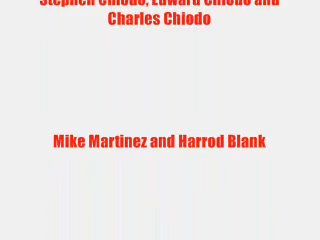 Stephen Chiodo, Edward Chiodo and
Charles Chiodo
Mike Martinez and Harrod Blank